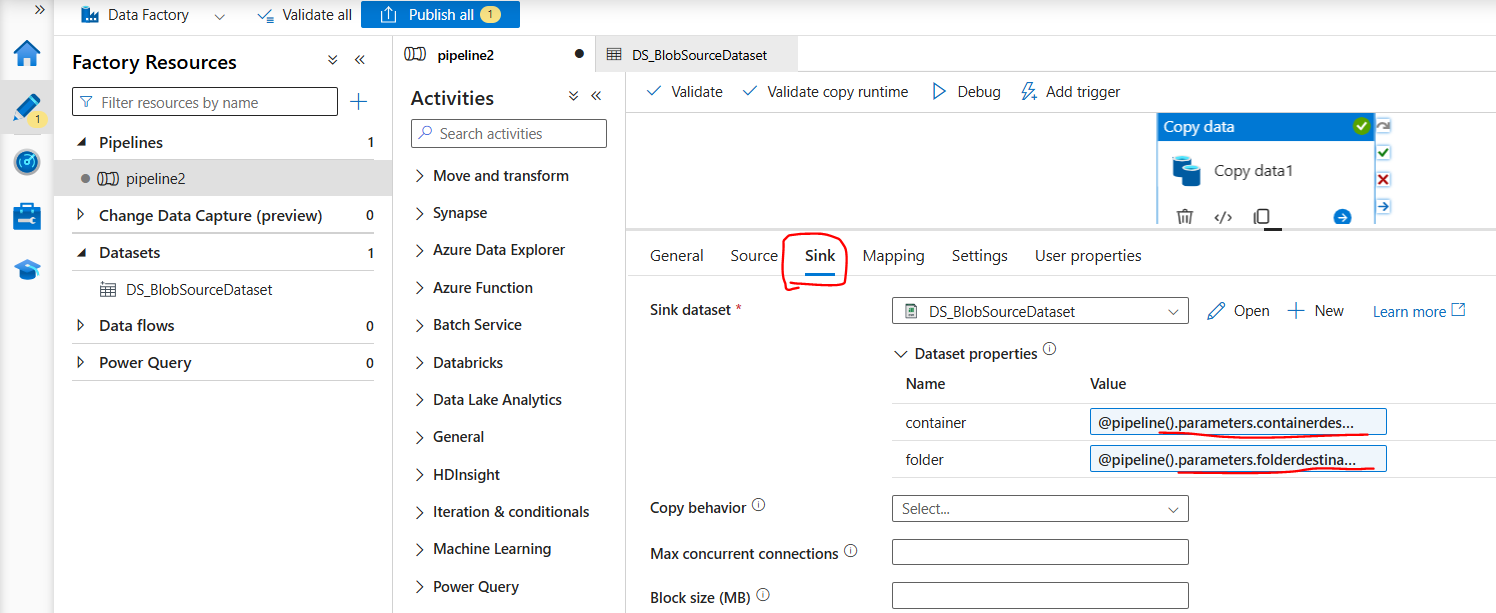 Data Factory
Validate all
Publish all 1
1
Factory Resources
Filter resources by name
Pipelines 1
pipeline2
Change Data Capture (preview) 0
Datasets 1
DS_BlobSourceDataset
Data flows 0
Power Query 0
pipeline2
DS_BlobSourceDataset
Activities
Search activities
Move and transform
Synapse
Azure Data Explorer
Azure Function
Batch Service
Databricks
Data Lake Analytics
General
HDInsight
Iteration & conditionals
Machine Learning
Power Query
Validate
Validate copy runtime
Debug
Add trigger
Copy data
Copy data1
General
Source
Sink
Mapping
Settings
User properties
Sink dataset *
DS_BlobSourceDataset
Open
New
Learn more
Dataset properties
Name Value
container @pipeline().parameters.containerdes...
folder @pipeline().parameters.folderdestina...
Copy behavior
Select...
Max concurrent connections
Block size (MB)